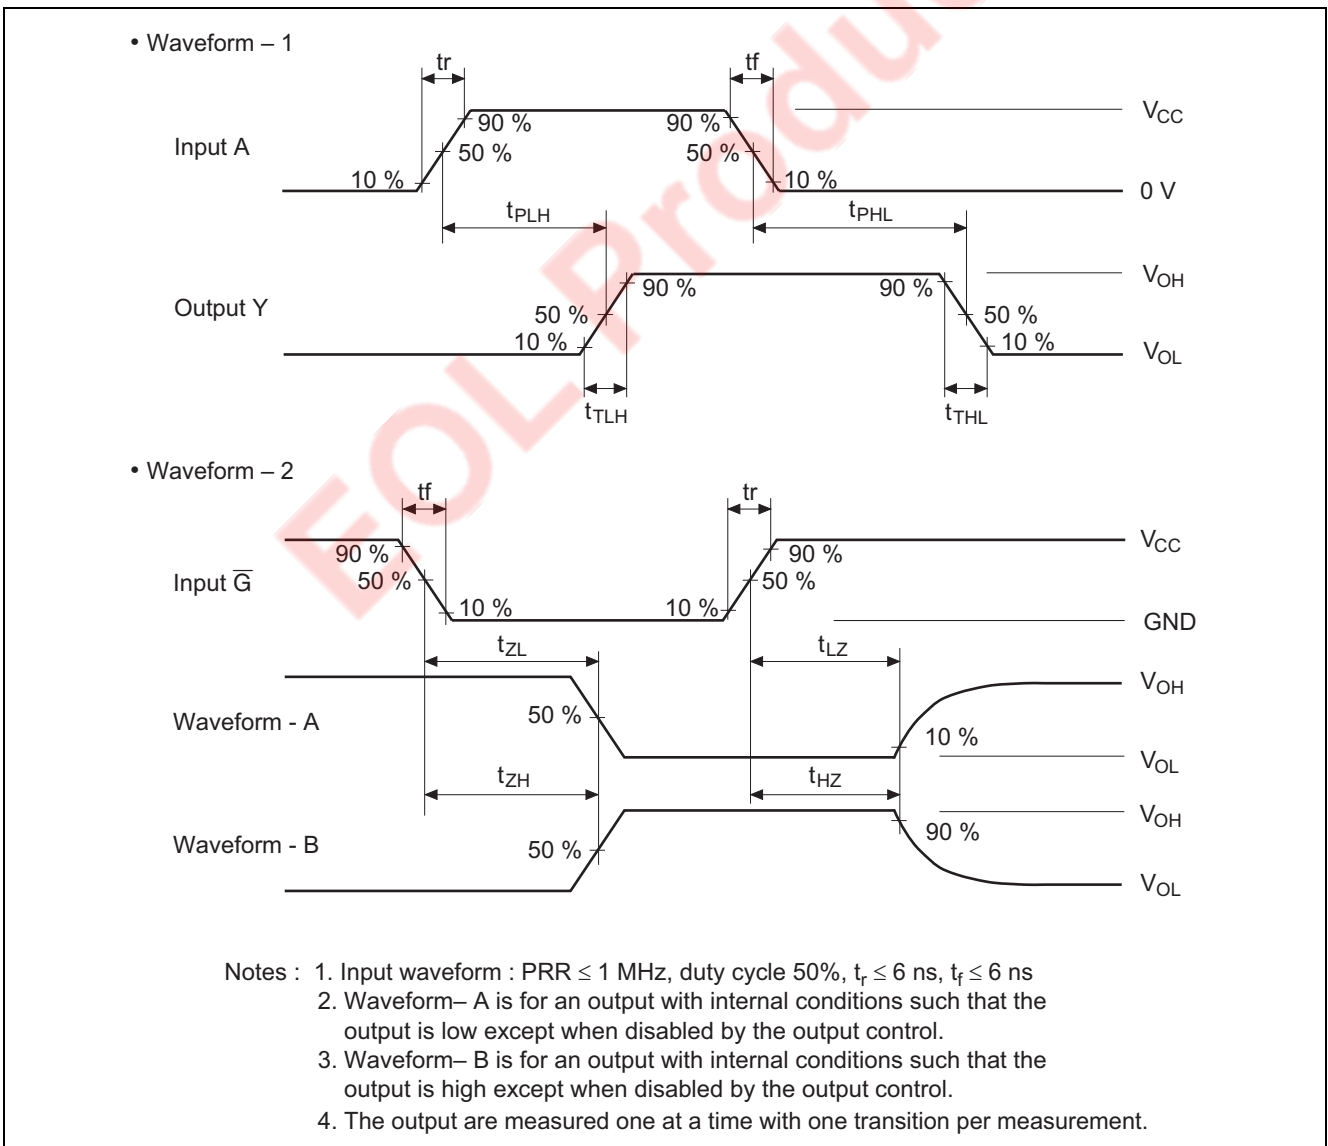 • Waveform – 1
tr
tf
90 %
90 %
VCC
Input A
50 %
50 %
10 %
10 %
0 V
tPLH
tPHL
VOH
90 %
90 %
Output Y
50 %
50 %
10 %
10 %
VOL
tTLH
tTHL
• Waveform – 2
tf
tr
VCC
90 %
90 %
Input G̅
50 %
50 %
10 %
10 %
GND
tZL
tLZ
VOH
Waveform - A
50 %
10 %
VOL
tZH
tHZ
VOH
90 %
Waveform - B
50 %
VOL
Notes : 1. Input waveform : PRR ≤ 1 MHz, duty cycle 50%, tr ≤ 6 ns, tf ≤ 6 ns
2. Waveform– A is for an output with internal conditions such that the
output is low except when disabled by the output control.
3. Waveform– B is for an output with internal conditions such that the
output is high except when disabled by the output control.
4. The output are measured one at a time with one transition per measurement.